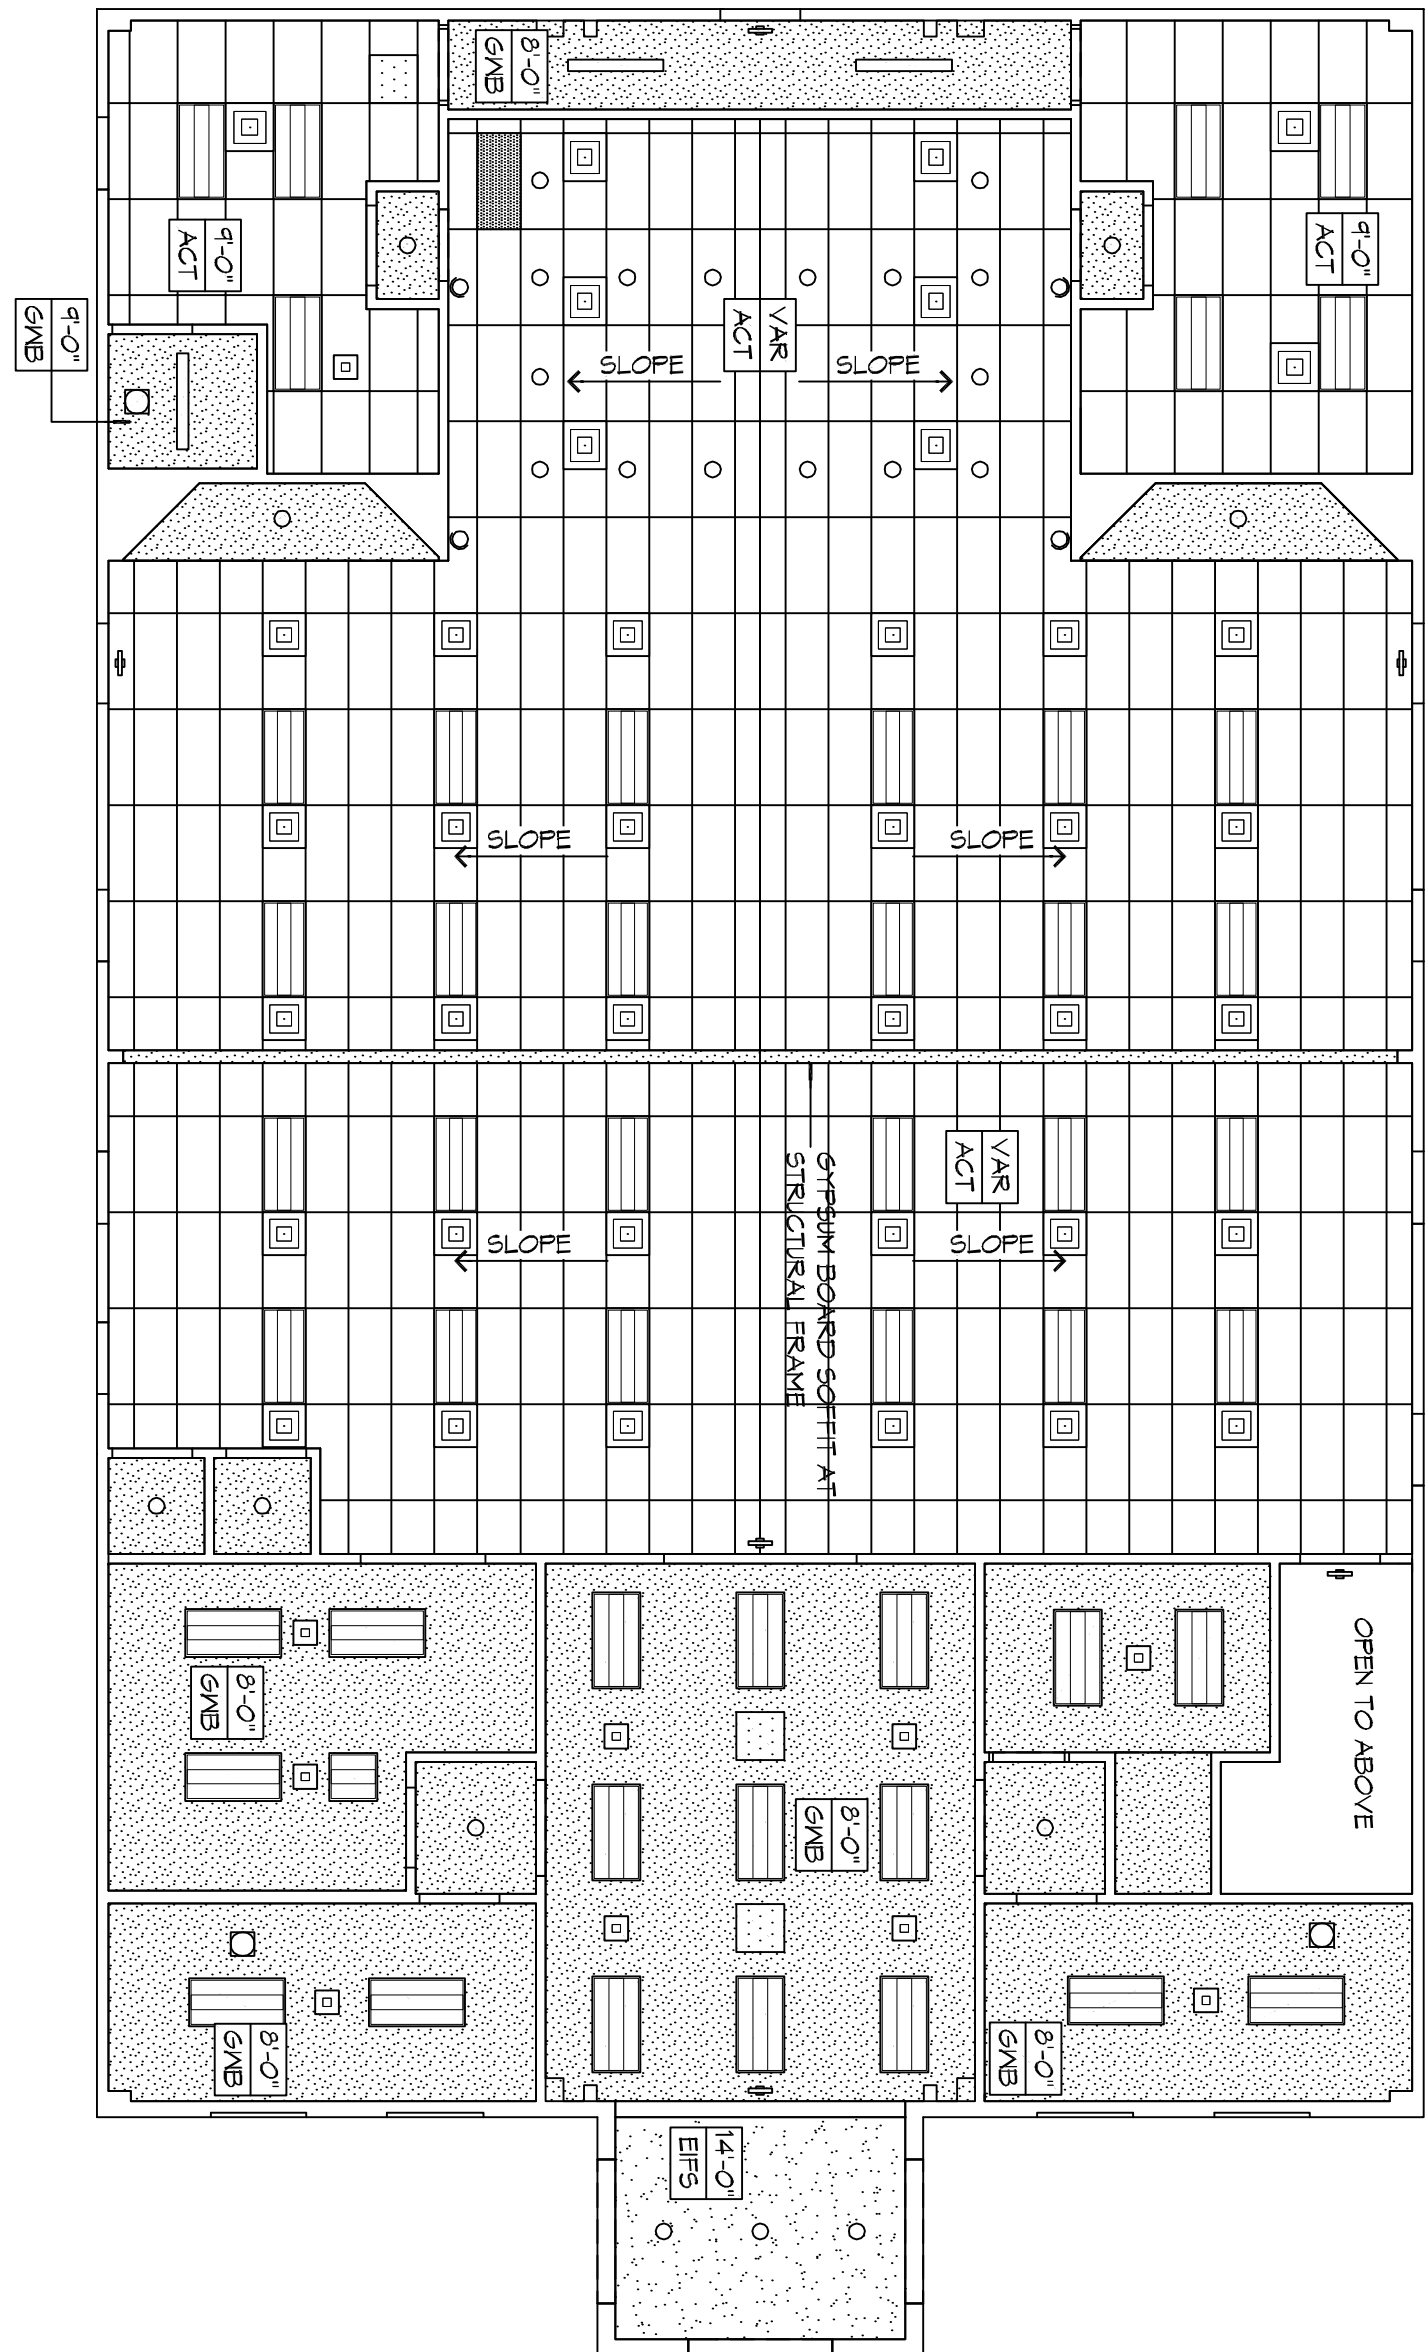 8'-0"
GWB
9'-0"
ACT
9'-0"
ACT
9'-0"
GWB
VAR
ACT
SLOPE
SLOPE
SLOPE
SLOPE
VAR
ACT
GYPSUM BOARD SOFFIT AT
STRUCTURAL FRAME
SLOPE
SLOPE
OPEN TO ABOVE
8'-0"
GWB
8'-0"
GWB
8'-0"
GWB
8'-0"
GWB
14'-0"
EIFS